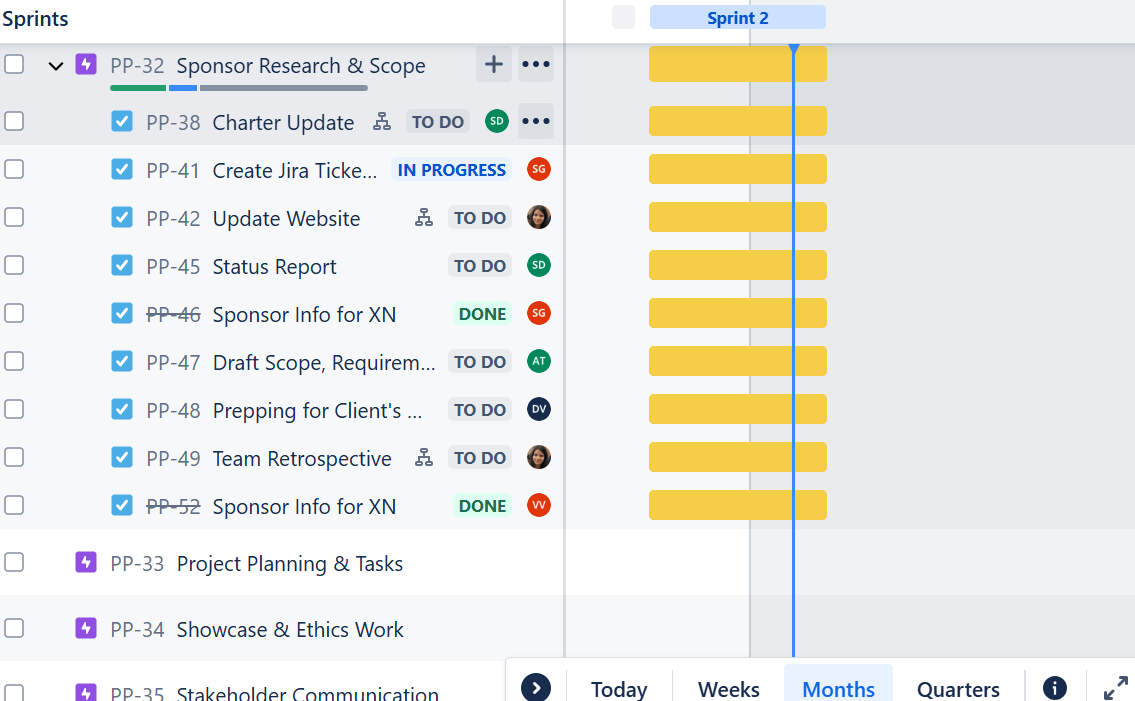 Sprints Sprint 2
PP-32 Sponsor Research & Scope
PP-38 Charter Update TO DO SD
PP-41 Create Jira Ticke... IN PROGRESS SG
PP-42 Update Website TO DO
PP-45 Status Report TO DO SD
PP-46 Sponsor Info for XN DONE SG
PP-47 Draft Scope, Requirem... TO DO AT
PP-48 Prepping for Client's ... TO DO DV
PP-49 Team Retrospective TO DO
PP-52 Sponsor Info for XN DONE VV
PP-33 Project Planning & Tasks
PP-34 Showcase & Ethics Work
PP-35 Stakeholder Communication
Today Weeks Months Quarters